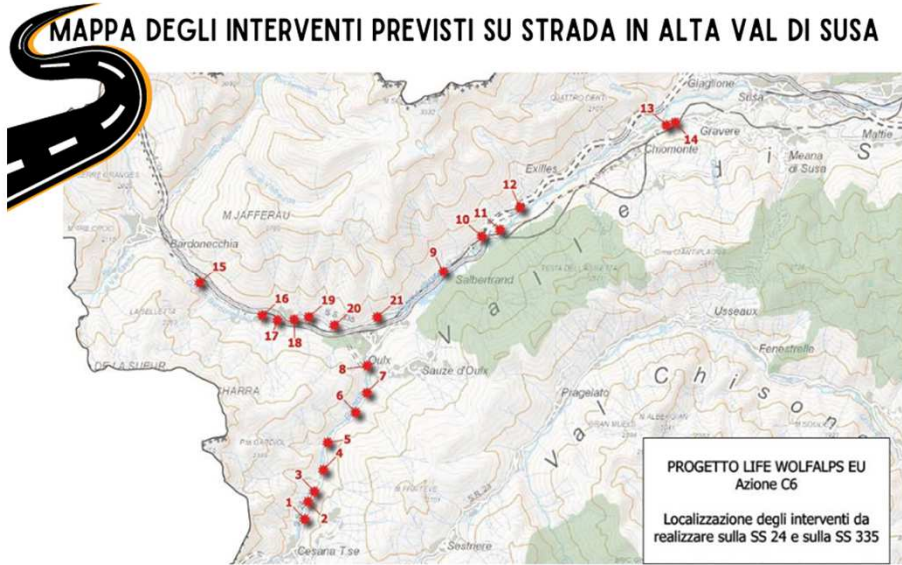 MAPPA DEGLI INTERVENTI PREVISTI SU STRADA IN ALTA VAL DI SUSA
Giaglione
Susa
13
14
Gravere
Mattie
Chiomonte
Meana
di Susa
Exilles
12
11
10
M.JAFFERAU
Bardonecchia
15
9
Salbertrand
Valle di S
16
17
18
19
20
21
Usseaux
Fenestrelle
8
Oulx
Sauze d'Oulx
7
6
Pragelato
Val Chisone
5
4
3
1
2
Cesana T.se
Sestriere
PROGETTO LIFE WOLFALPS EU
Azione C6
Localizzazione degli interventi da
realizzare sulla SS 24 e sulla SS 335